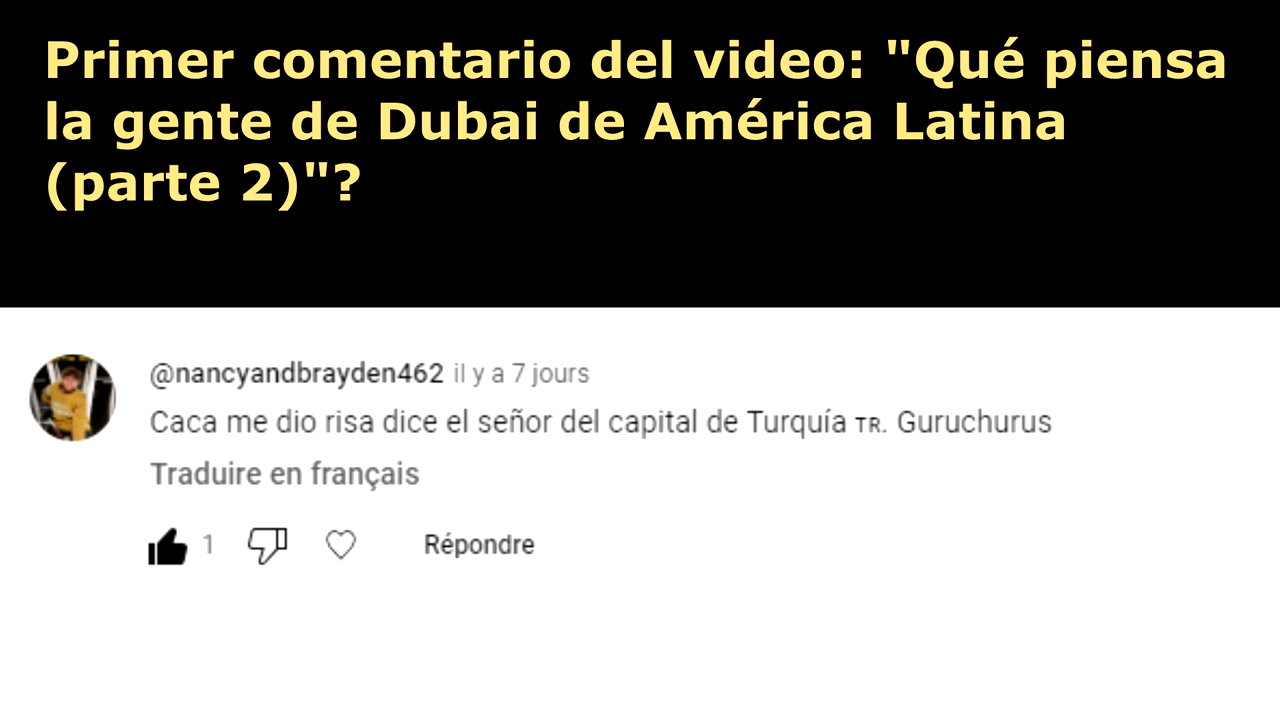 Primer comentario del video: "Qué piensa
la gente de Dubai de América Latina
(parte 2)"?
@nancyandbrayden462 il y a 7 jours
Caca me dio risa dice el señor del capital de Turquía TR. Guruchurus
Traduire en français
1 Répondre